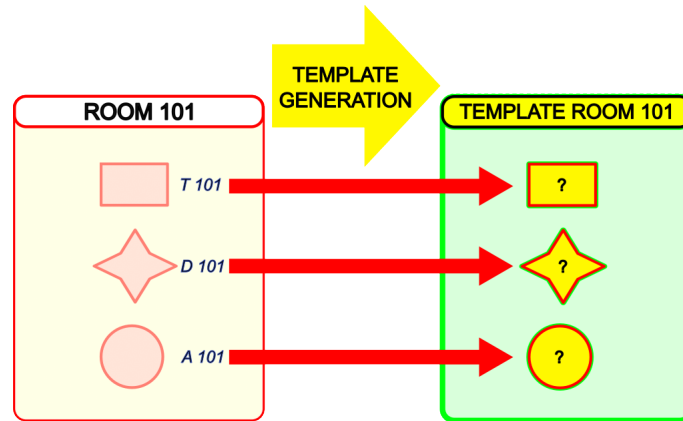 TEMPLATE
GENERATION
ROOM 101
TEMPLATE ROOM 101
T 101
?
D 101
?
A 101
?